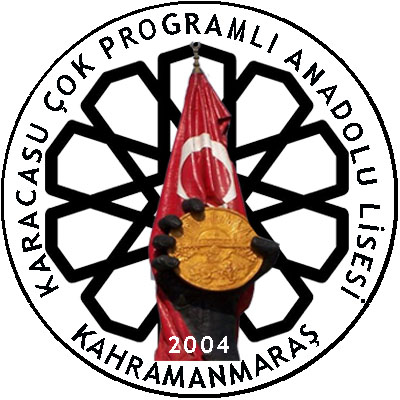 KARACASU ÇOK PROGRAMLI ANADOLU LİSESİ
2004
KAHRAMANMARAŞ